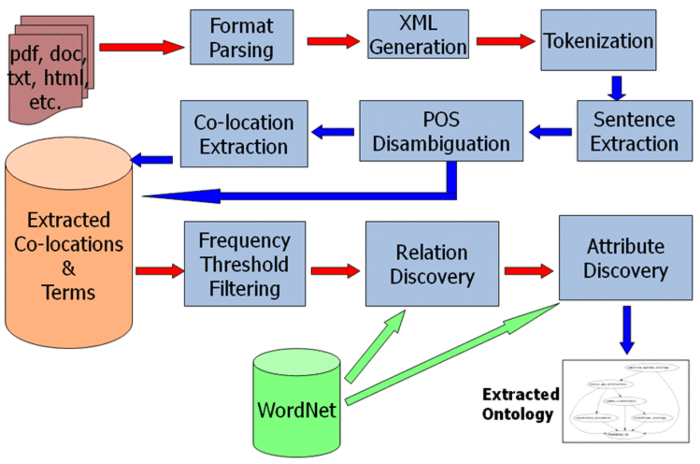 pdf, doc,
txt, html,
etc.
Format
Parsing
XML
Generation
Tokenization
Co-location
Extraction
POS
Disambiguation
Sentence
Extraction
Extracted
Co-locations
&
Terms
Frequency
Threshold
Filtering
Relation
Discovery
Attribute
Discovery
WordNet
Extracted
Ontology